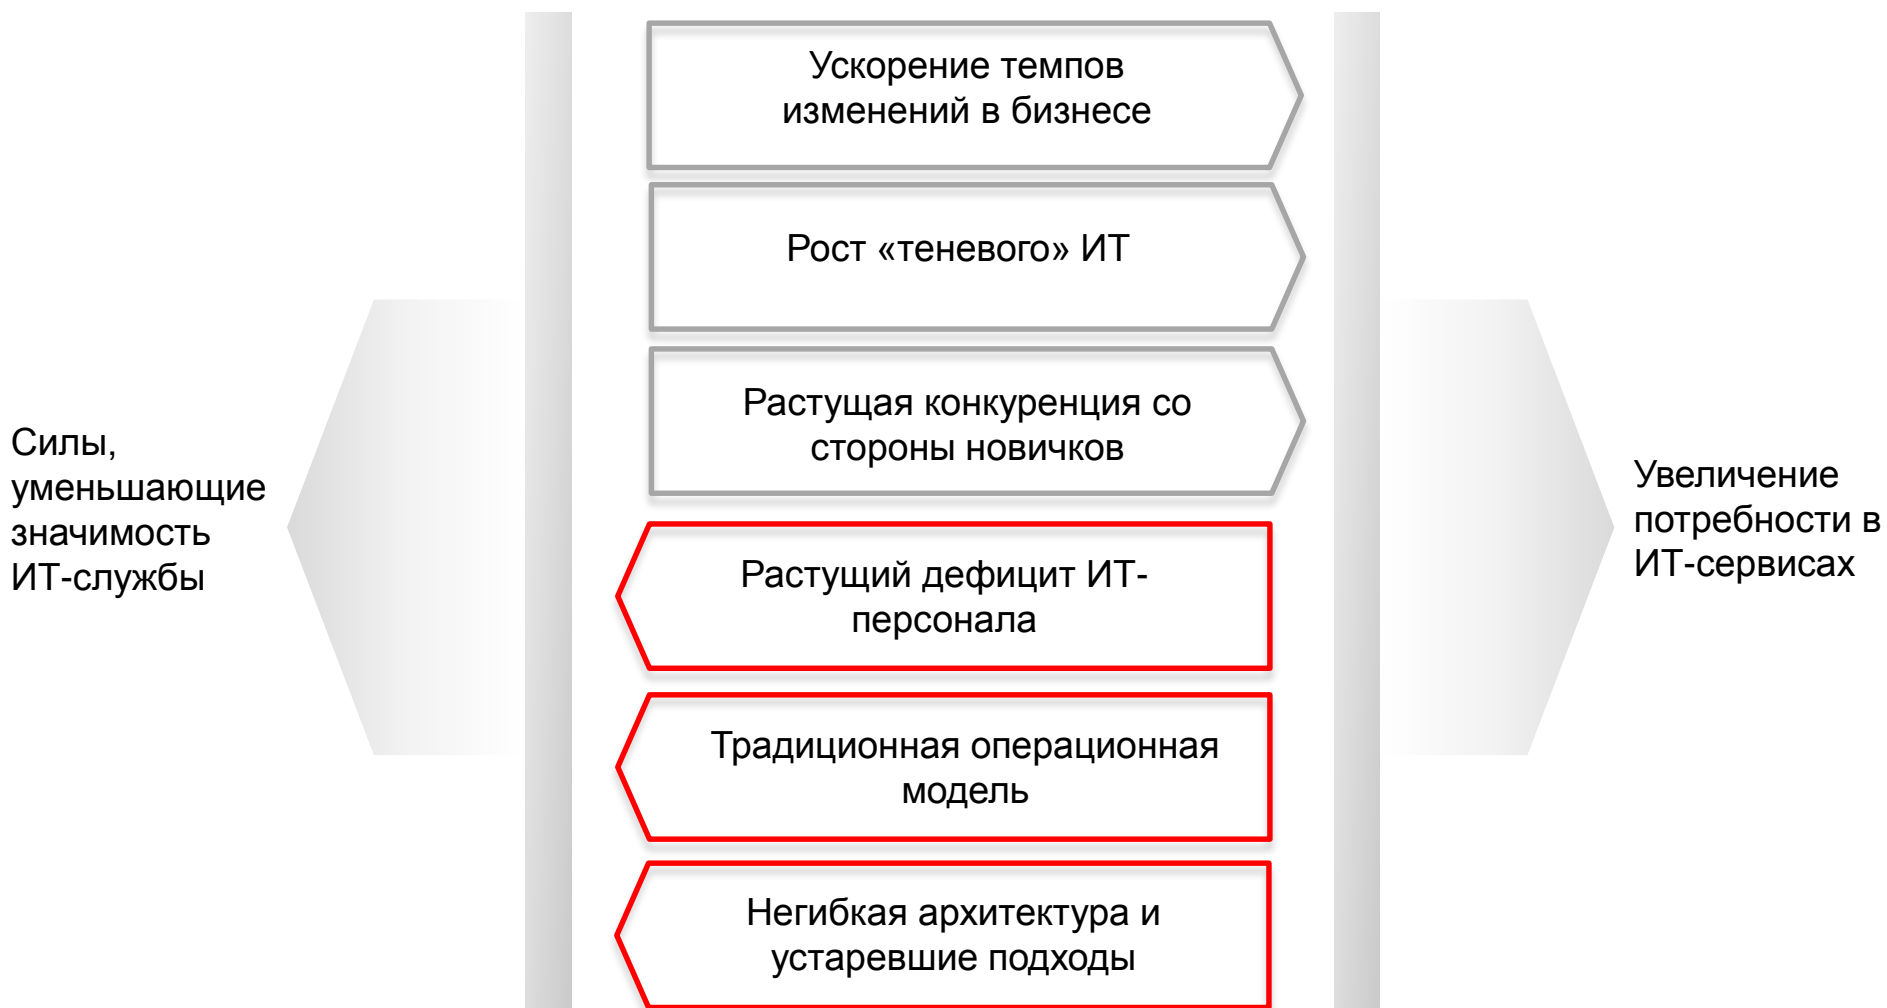 Ускорение темпов
изменений в бизнесе
Рост «теневого» ИТ
Растущая конкуренция со
стороны новичков
Силы,
уменьшающие
значимость
ИТ-службы
Увеличение
потребности в
ИТ-сервисах
Растущий дефицит ИТ-
персонала
Традиционная операционная
модель
Негибкая архитектура и
устаревшие подходы